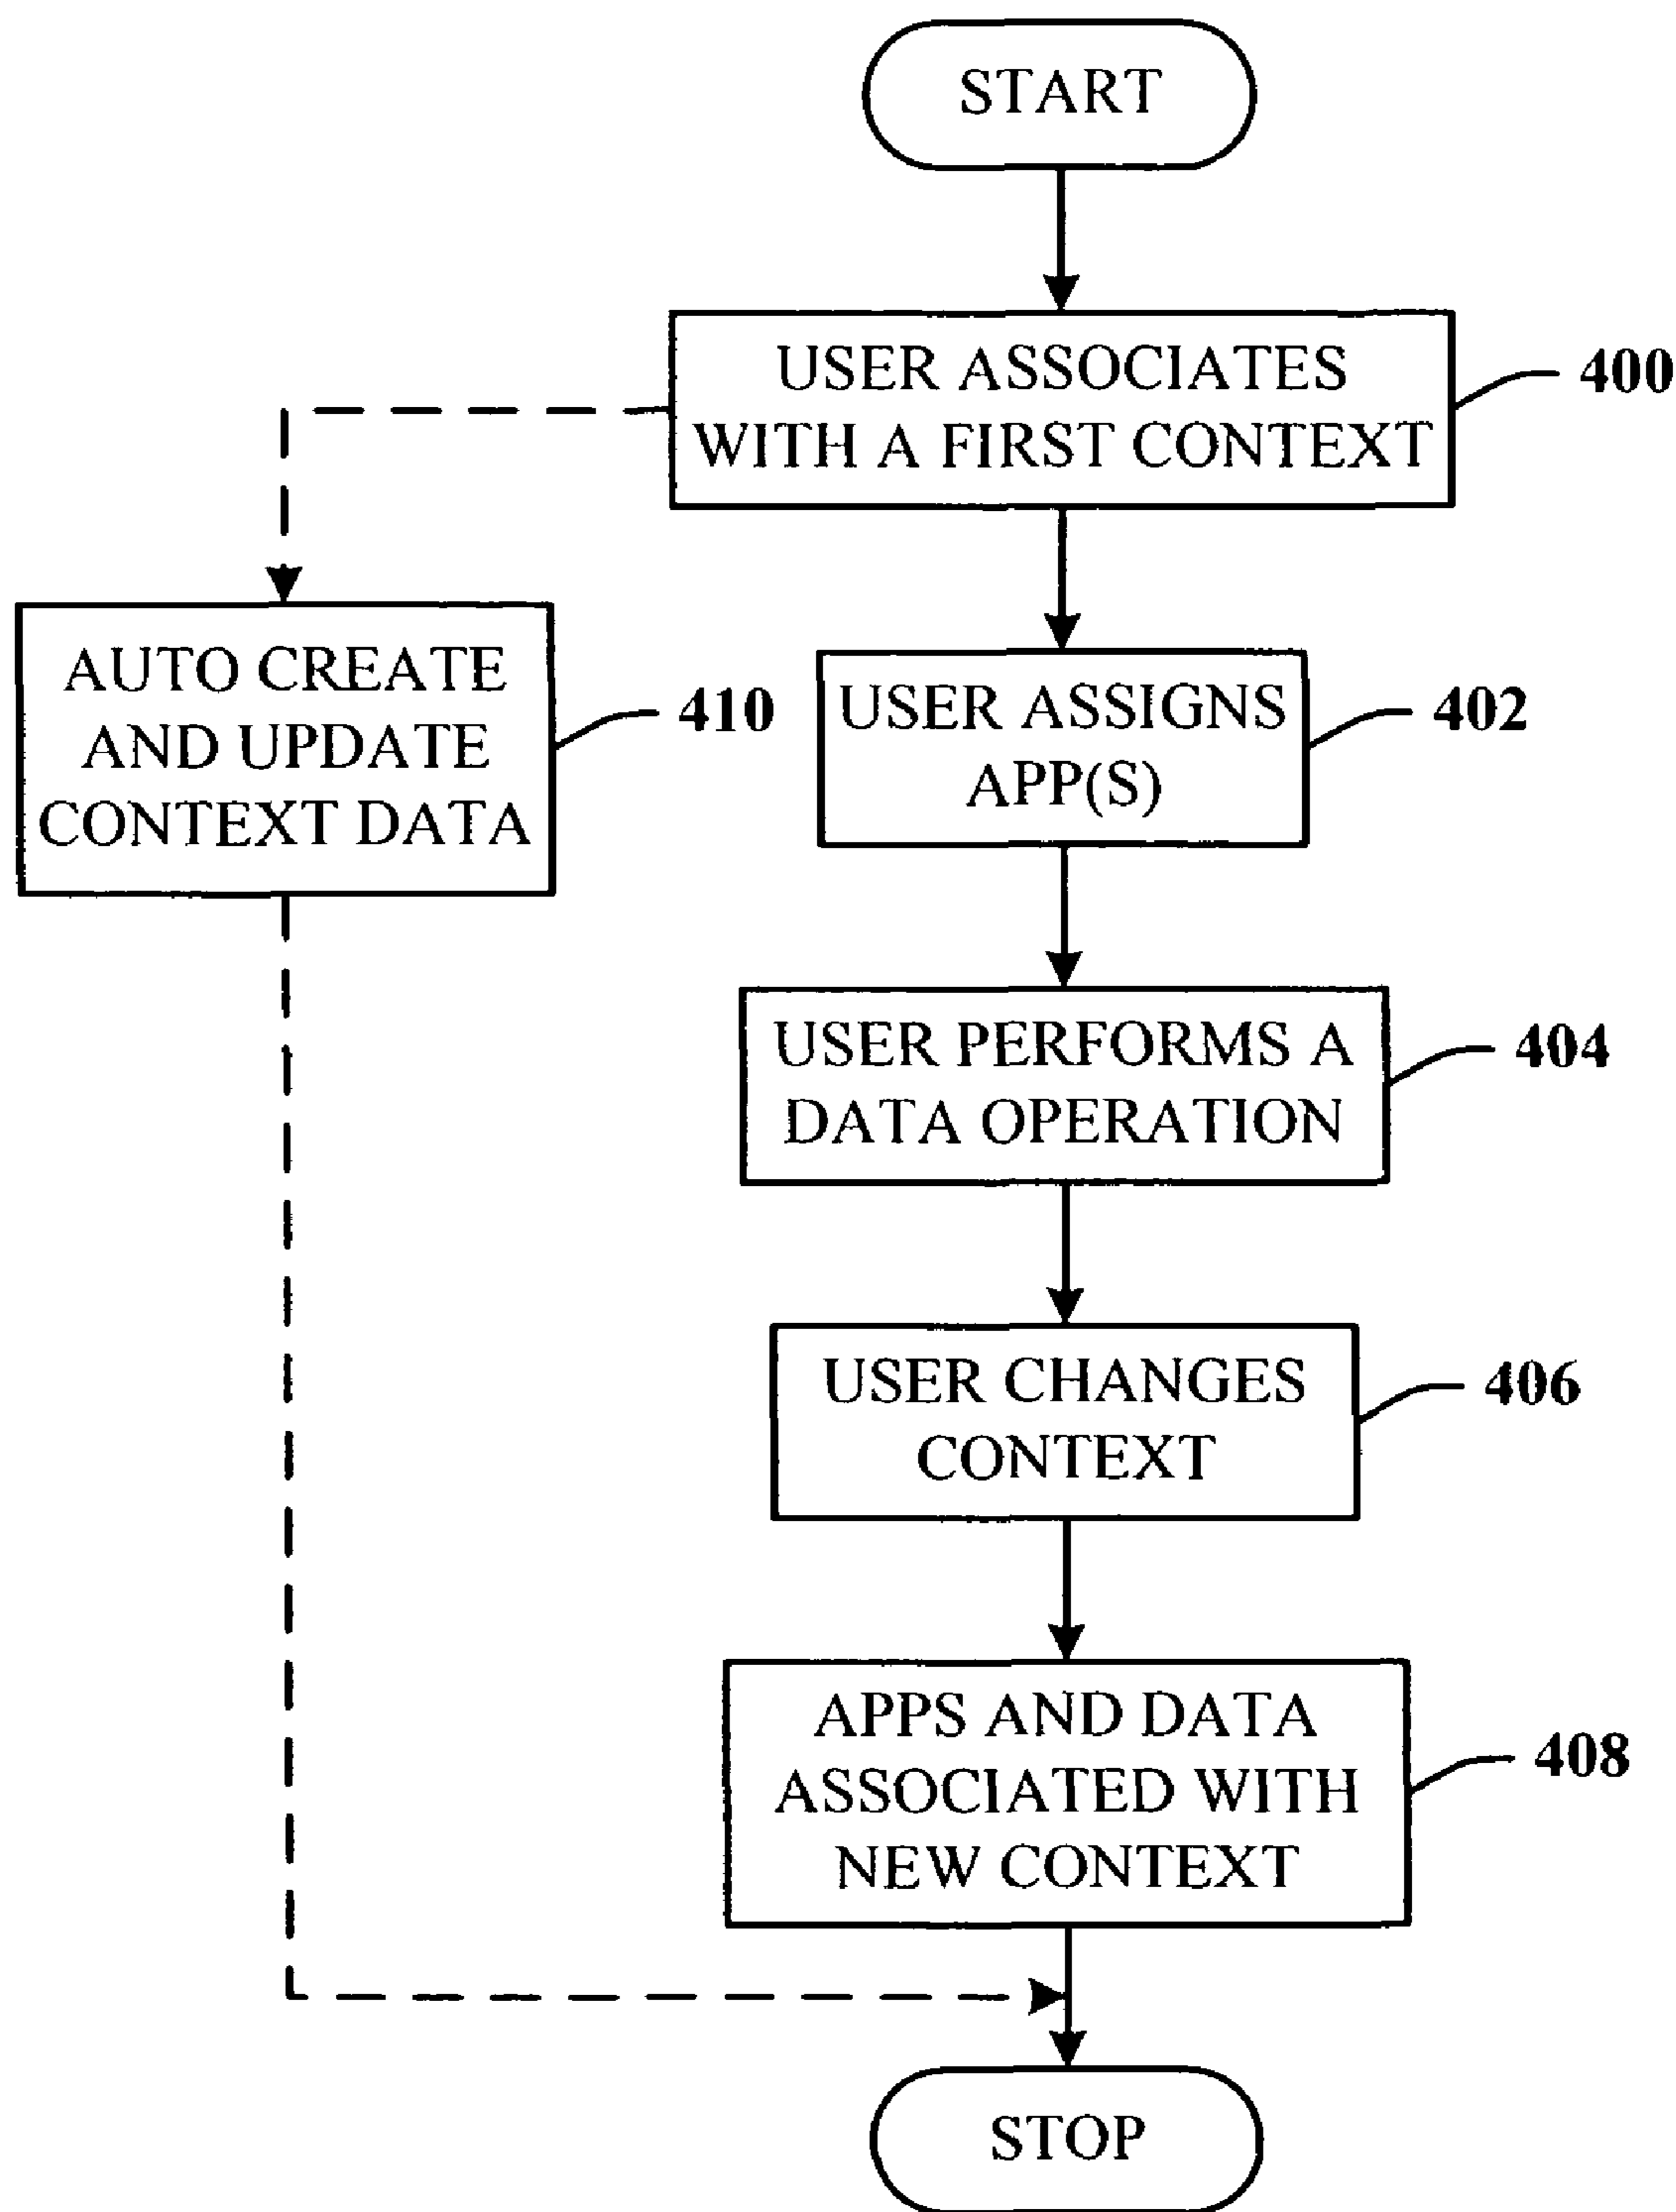 START
USER ASSOCIATES
WITH A FIRST CONTEXT
400
AUTO CREATE
AND UPDATE
CONTEXT DATA
410
USER ASSIGNS
APP(S)
402
USER PERFORMS A
DATA OPERATION
404
USER CHANGES
CONTEXT
406
APPS AND DATA
ASSOCIATED WITH
NEW CONTEXT
408
STOP